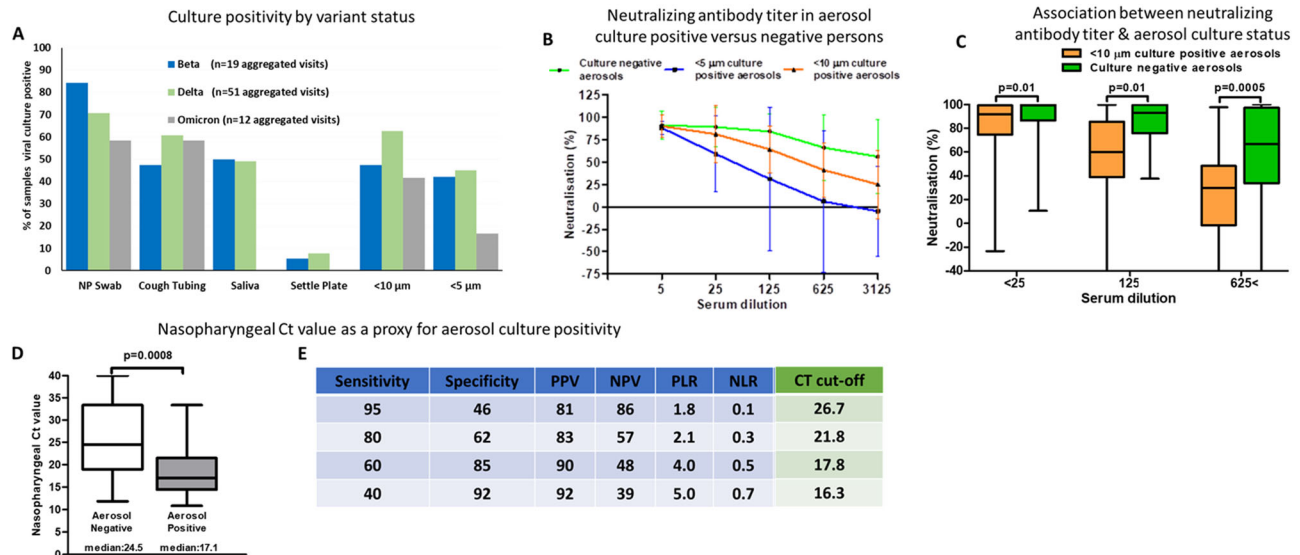 Culture positivity by variant status
A
100
90
80
70
60
50
40
30
20
10
0
% of samples viral culture positive
Beta (n=19 aggregated visits)
Delta (n=51 aggregated visits)
Omicron (n=12 aggregated visits)
NP Swab Cough Tubing Saliva Settle Plate <10 µm <5 µm
Neutralizing antibody titer in aerosol
culture positive versus negative persons
B
Culture negative
aerosols
<5 µm culture
positive aerosols
<10 µm culture
positive aerosols
125
100
75
50
25
0
-25
-50
-75
Neutralisation (%)
5 25 125 625 3125
Serum dilution
Association between neutralizing
antibody titer & aerosol culture status
C
<10 µm culture positive aerosols
Culture negative aerosols
p=0.01 p=0.01 p=0.0005
100
80
60
40
20
0
-20
-40
Neutralisation (%)
<25 125 625<
Serum dilution
Nasopharyngeal Ct value as a proxy for aerosol culture positivity
D
p=0.0008
40
35
30
25
20
15
10
5
0
Nasopharyngeal Ct value
Aerosol
Negative
Aerosol
Positive
median:24.5 median:17.1
E
Sensitivity Specificity PPV NPV PLR NLR CT cut-off
95 46 81 86 1.8 0.1 26.7
80 62 83 57 2.1 0.3 21.8
60 85 90 48 4.0 0.5 17.8
40 92 92 39 5.0 0.7 16.3